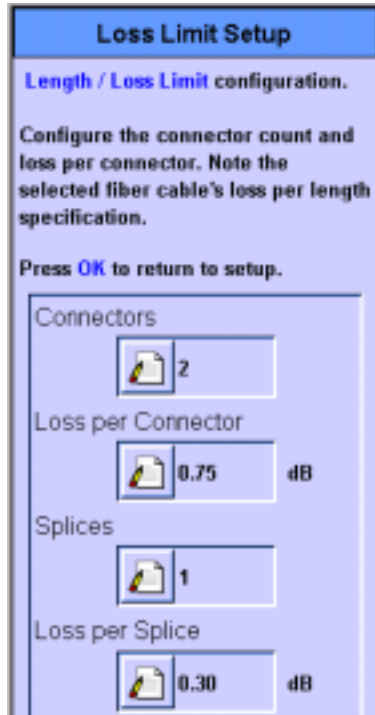 Loss Limit Setup
Length / Loss Limit configuration.
Configure the connector count and
loss per connector. Note the
selected fiber cable's loss per length
specification.
Press OK to return to setup.
Connectors
2
Loss per Connector
0.75 dB
Splices
1
Loss per Splice
0.30 dB